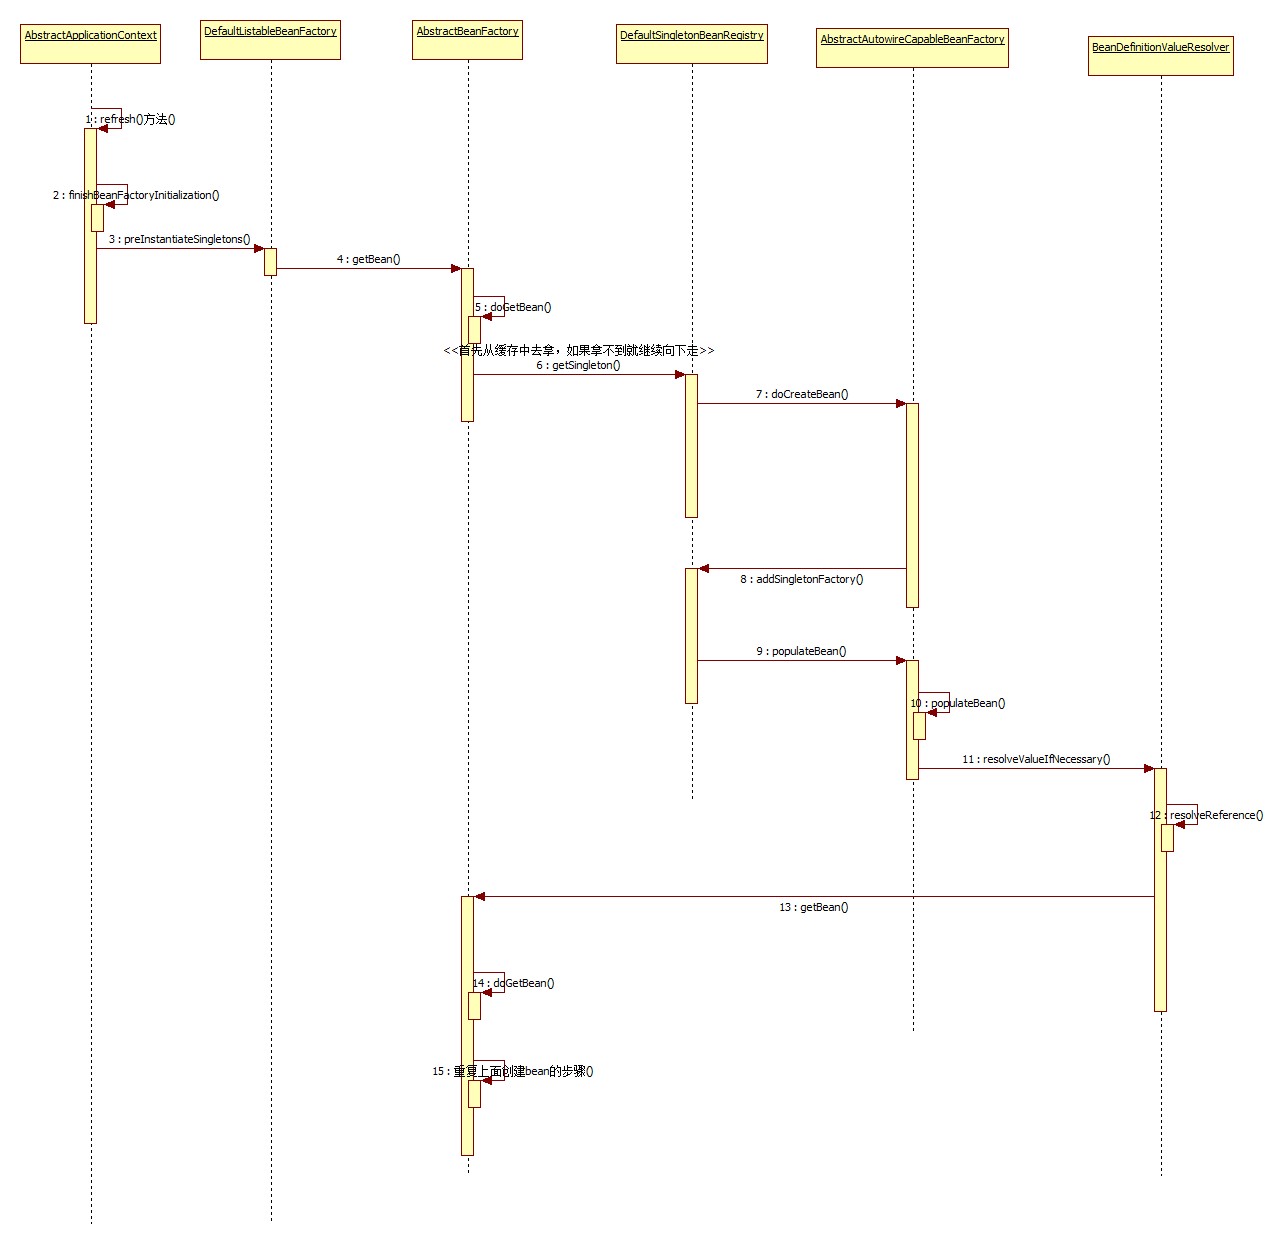 AbstractApplicationContext
DefaultListableBeanFactory
AbstractBeanFactory
DefaultSingletonBeanRegistry
AbstractAutowireCapableBeanFactory
BeanDefinitionValueResolver
1 : refresh()方法()
2 : finishBeanFactoryInitialization()
3 : preInstantiateSingletons()
4 : getBean()
5 : doGetBean()
<<首先从缓存中去拿，如果拿不到就继续向下走>>
6 : getSingleton()
7 : doCreateBean()
8 : addSingletonFactory()
9 : populateBean()
10 : populateBean()
11 : resolveValueIfNecessary()
12 : resolveReference()
13 : getBean()
14 : doGetBean()
15 : 重复上面创建bean的步骤()